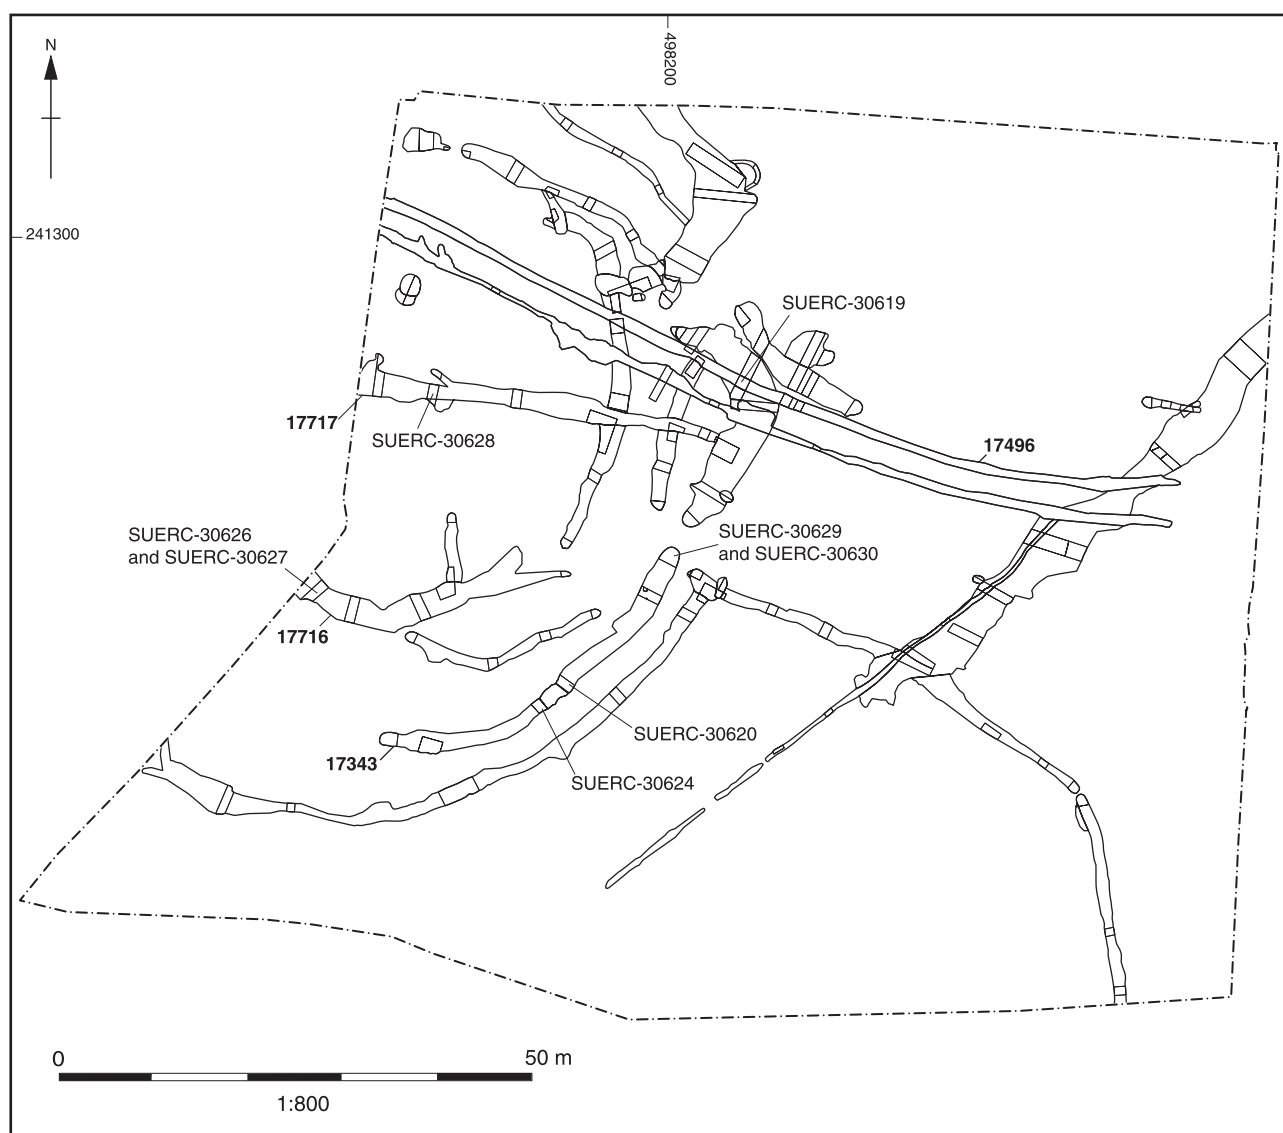 N
498200
241300
SUERC-30619
17717
SUERC-30628
17496
SUERC-30626
and SUERC-30627
SUERC-30629
and SUERC-30630
17716
SUERC-30620
17343
SUERC-30624
0
50 m
1:800